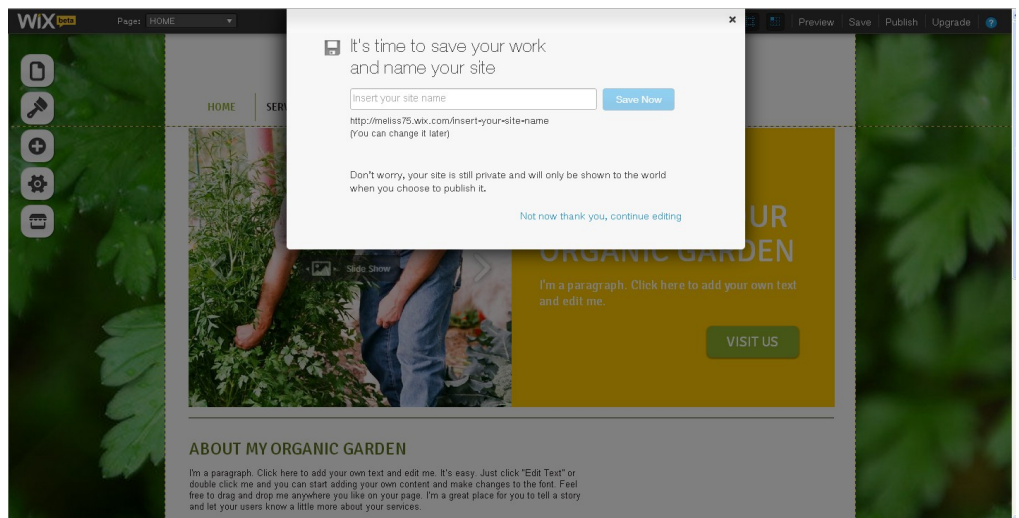 WiX beta Page: HOME Preview Save Publish Upgrade ?
It's time to save your work
and name your site
Insert your site name Save Now
http://meliss75.wix.com/insert-your-site-name
(You can change it later)
Don't worry, your site is still private and will only be shown to the world
when you choose to publish it.
Not now thank you, continue editing
HOME
ORGANIC GARDEN
Slide Show
I'm a paragraph. Click here to add your own text
and edit me.
VISIT US
ABOUT MY ORGANIC GARDEN
I'm a paragraph. Click here to add your own text and edit me. It's easy. Just click "Edit Text" or
double click me and you can start adding your own content and make changes to the font. Feel
free to drag and drop me anywhere you like on your page. I'm a great place for you to tell a story
and let your users know a little more about your services.